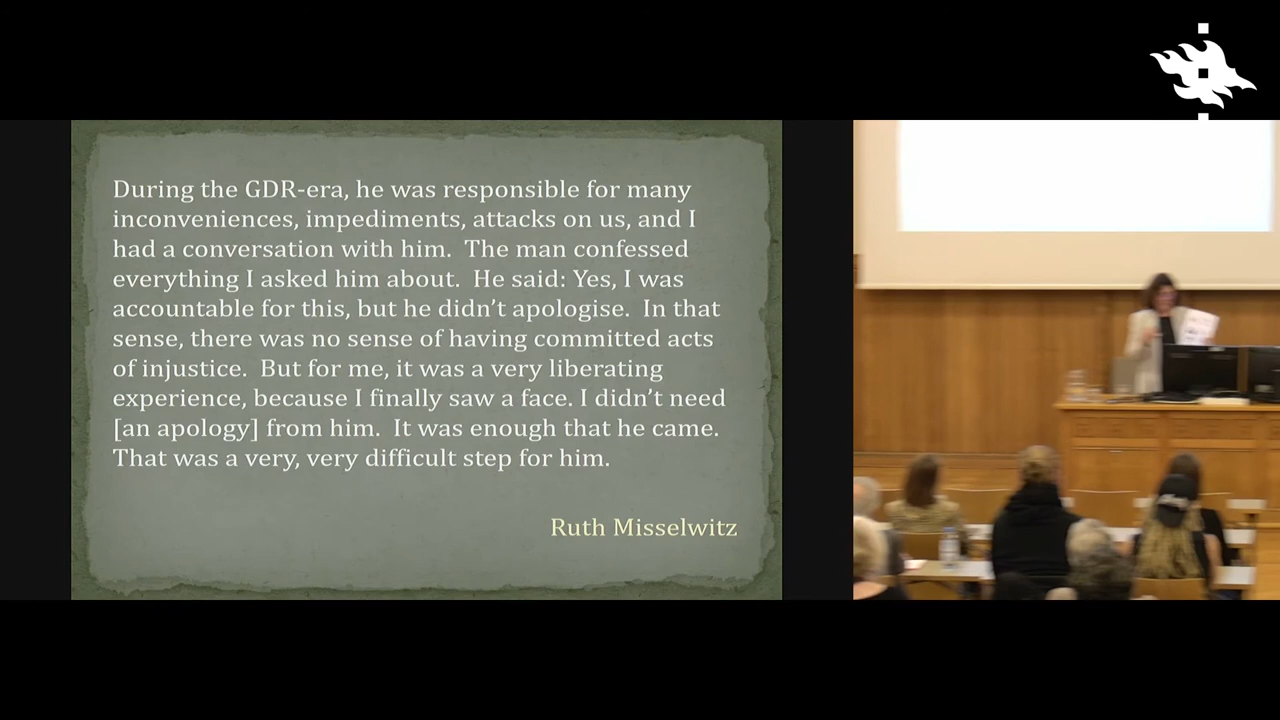 During the GDR-era, he was responsible for many
inconveniences, impediments, attacks on us, and I
had a conversation with him.  The man confessed
everything I asked him about.  He said: Yes, I was
accountable for this, but he didn’t apologise.  In that
sense, there was no sense of having committed acts
of injustice.  But for me, it was a very liberating
experience, because I finally saw a face. I didn’t need
[an apology] from him.  It was enough that he came.
That was a very, very difficult step for him.
Ruth Misselwitz